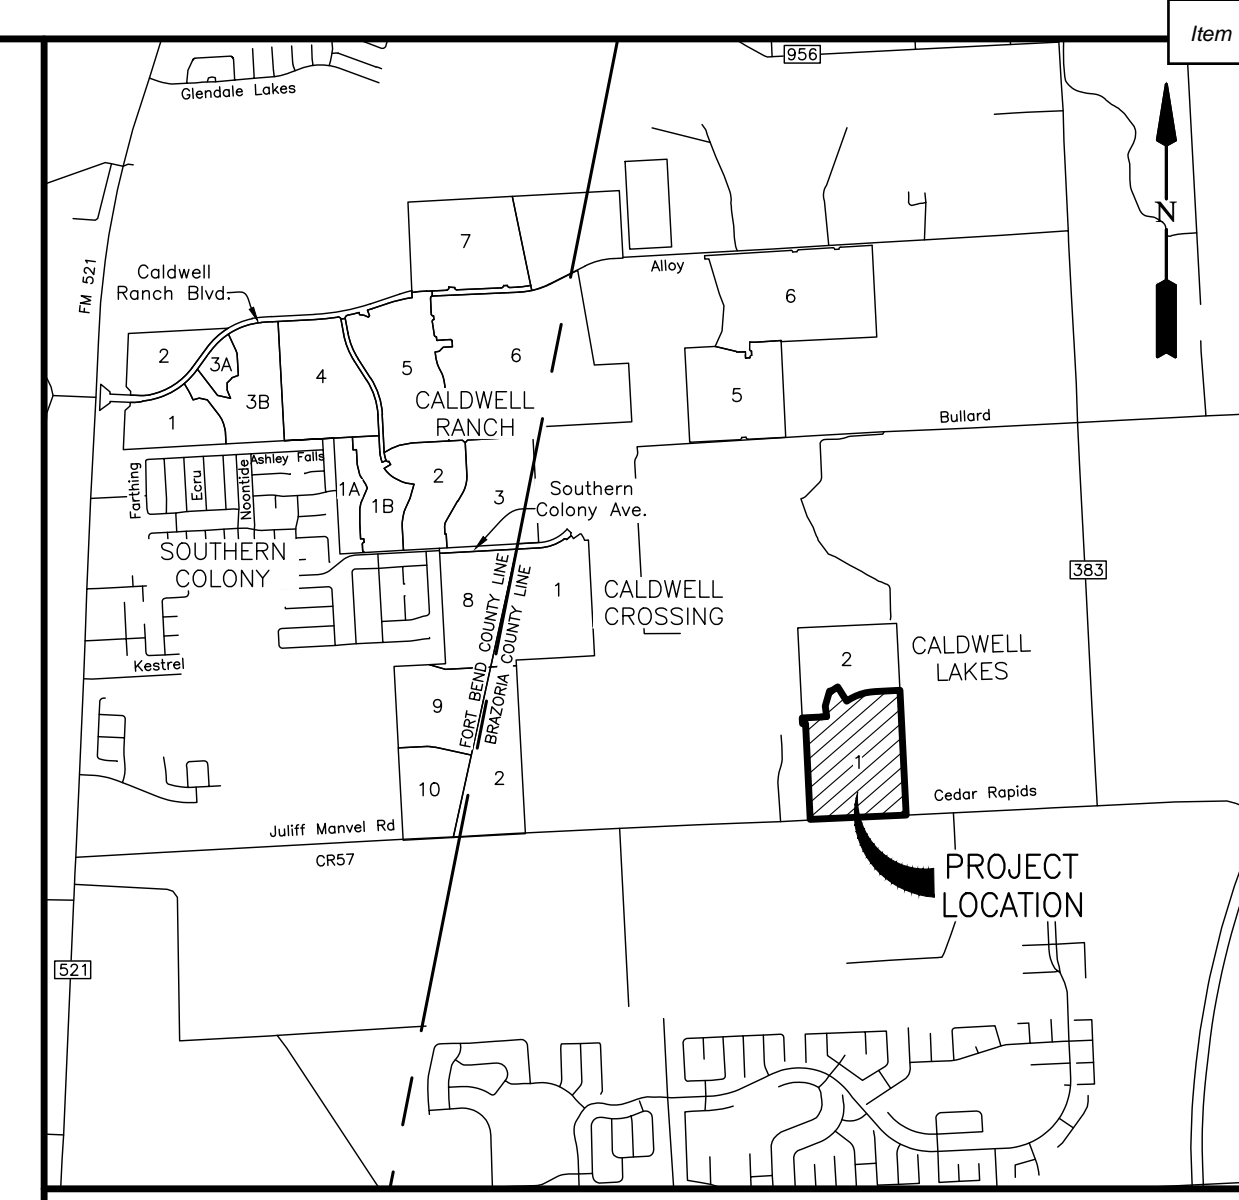 Item
956
Glendale Lakes
N
7
FM 521
Caldwell
Ranch Blvd.
Alloy
6
2
3A
4
5
6
3B
5
CALDWELL
RANCH
1
Bullard
Farthing
Ecru
Noontide
Ashley Falls
1A
1B
2
3
Southern
Colony Ave.
SOUTHERN
COLONY
383
8
1
CALDWELL
CROSSING
FORT BEND COUNTY LINE
BRAZORIA COUNTY LINE
Kestrel
2
CALDWELL
LAKES
9
1
10
2
Cedar Rapids
Juliff Manvel Rd
CR57
PROJECT
LOCATION
521